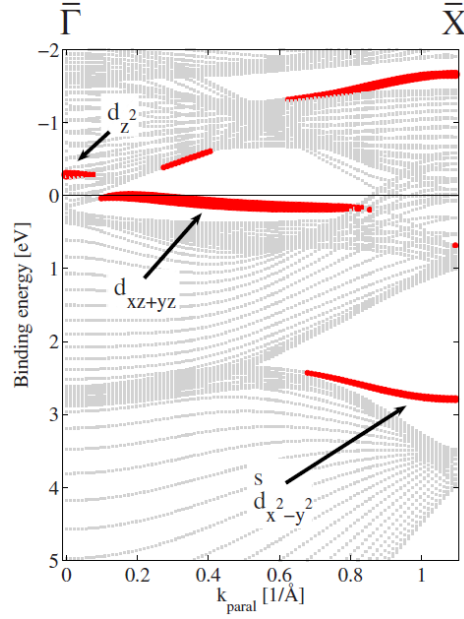 Γ̅ X̅
−2
−1
0
1
2
3
4
5
Binding energy [eV]
d_z²
d_xz+yz
s
d_x²−y²
0 0.2 0.4 0.6 0.8 1
k_paral [1/Å]